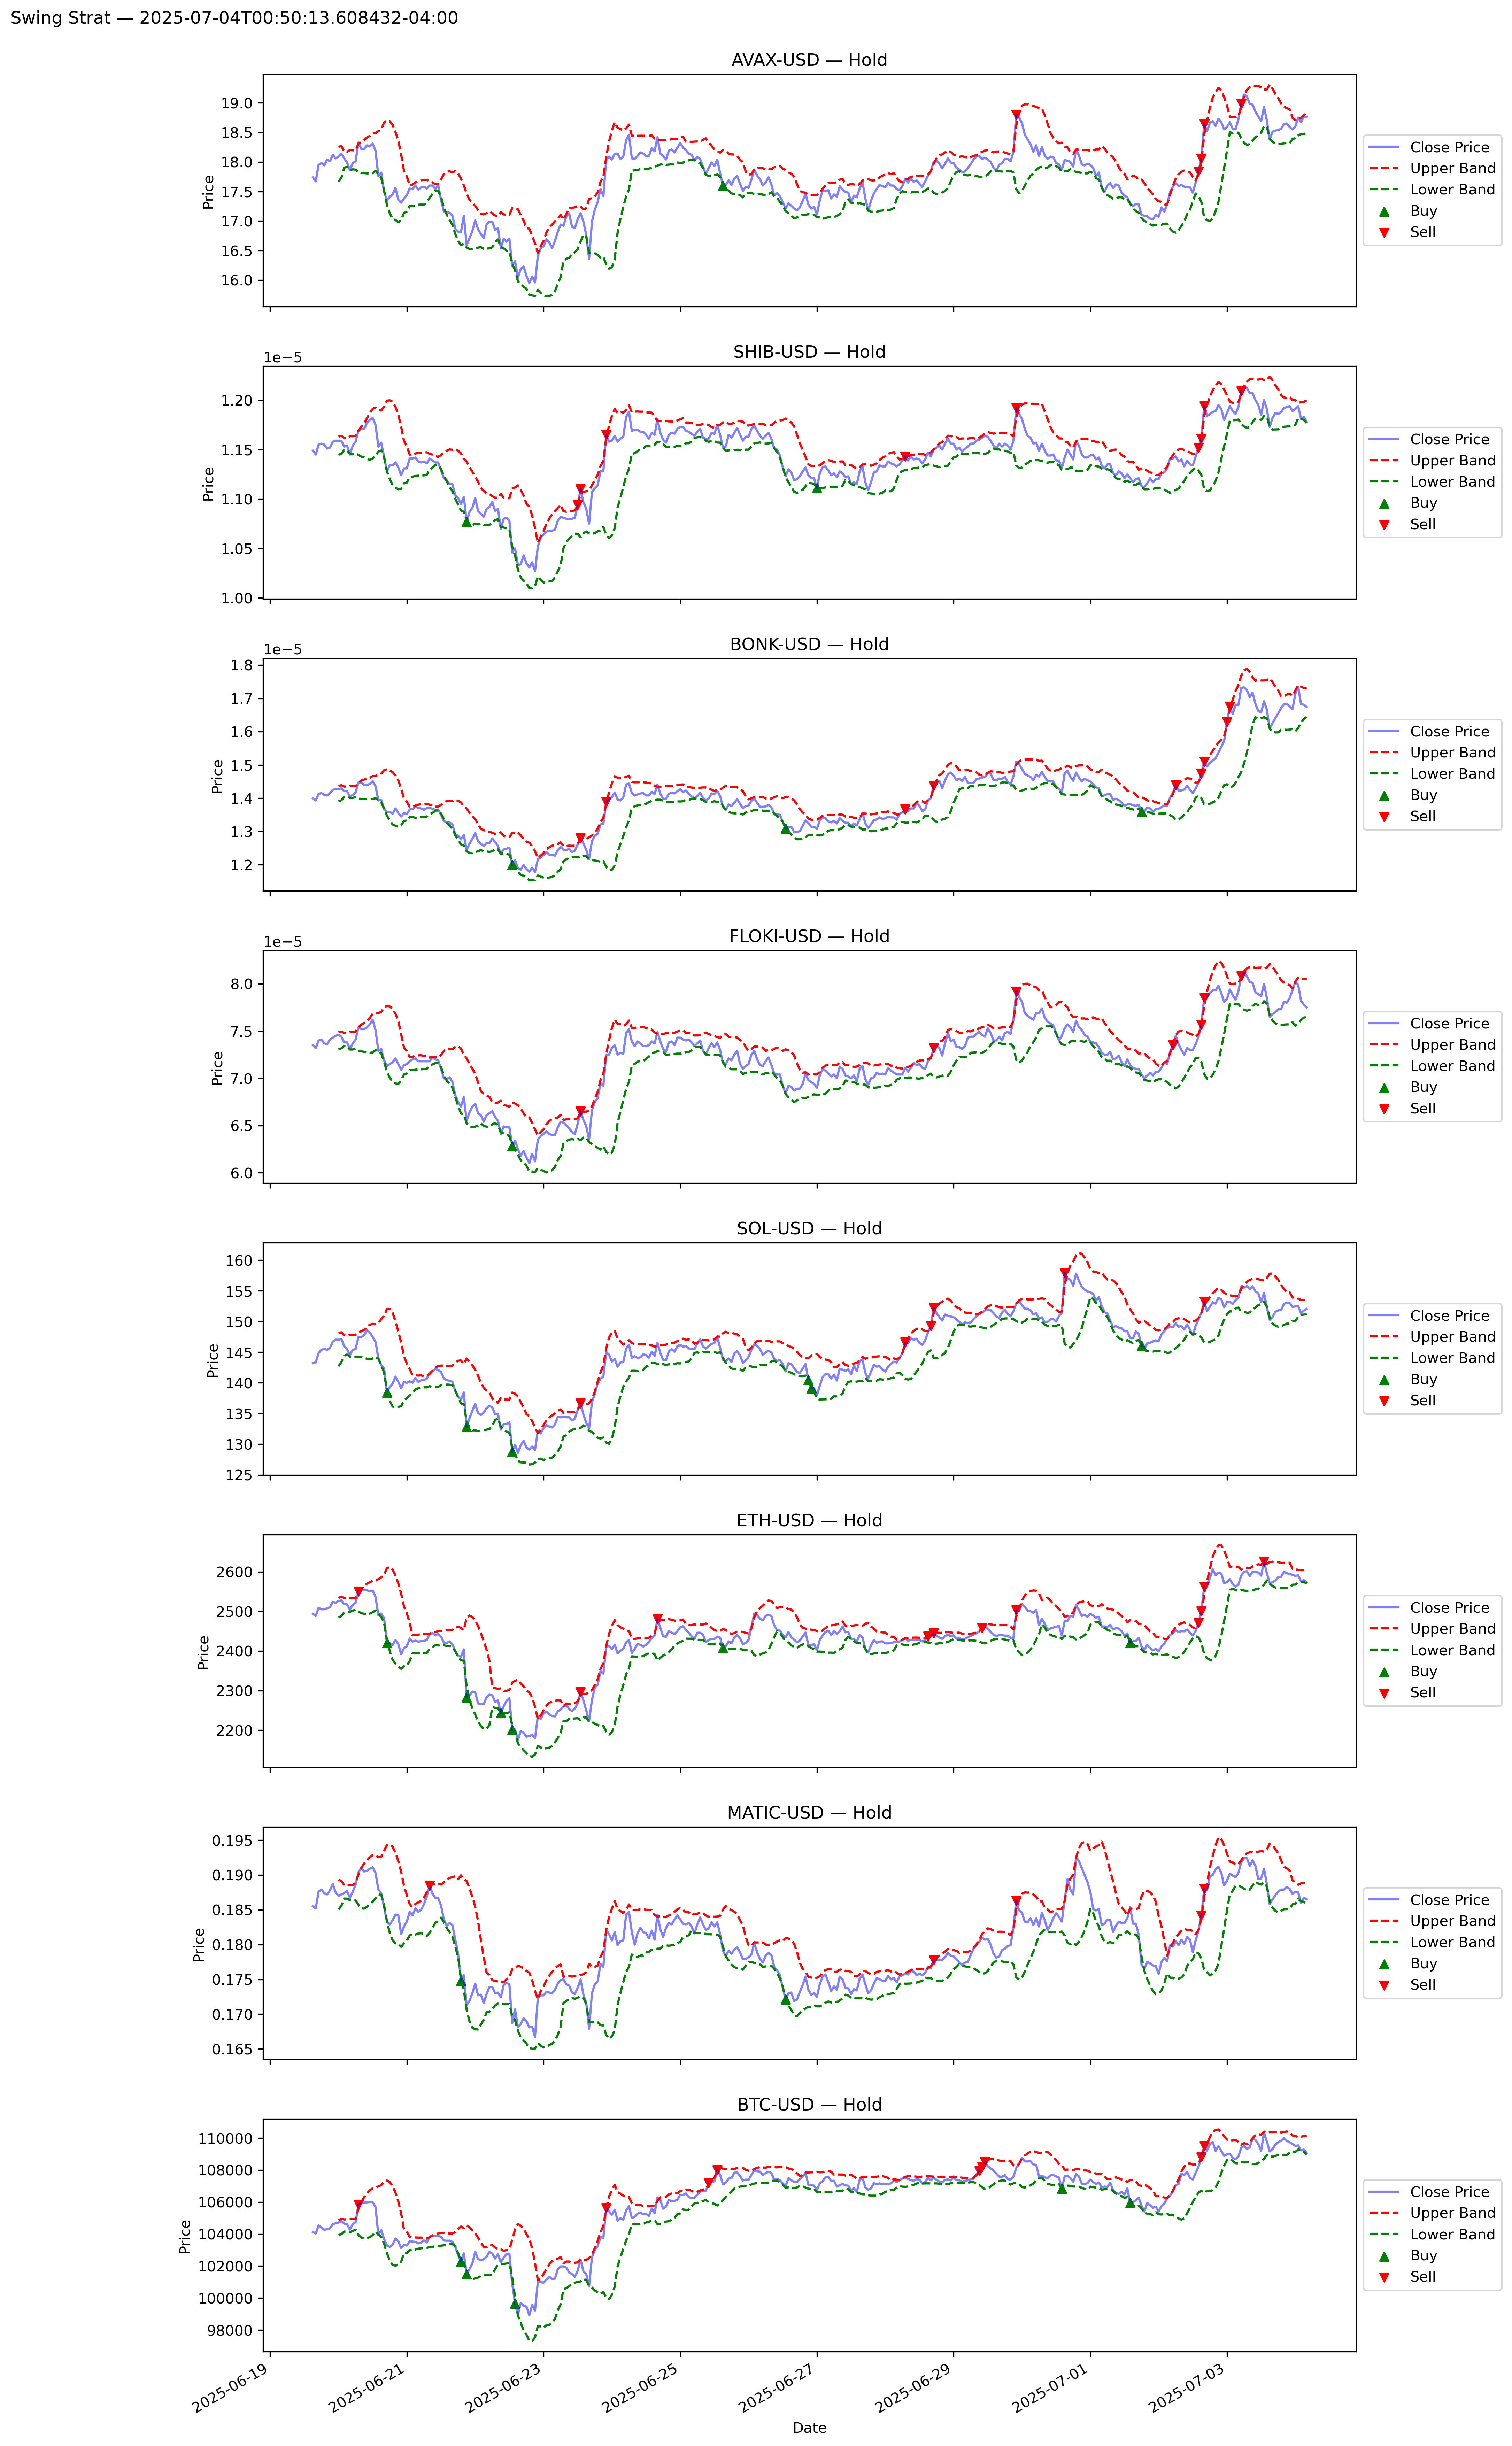 Swing Strat — 2025-07-04T00:50:13.608432-04:00
AVAX-USD — Hold
19.0
18.5
18.0
17.5
17.0
16.5
16.0
Price
Close Price
Upper Band
Lower Band
Buy
Sell
SHIB-USD — Hold
1e−5
1.20
1.15
1.10
1.05
1.00
Price
Close Price
Upper Band
Lower Band
Buy
Sell
BONK-USD — Hold
1e−5
1.8
1.7
1.6
1.5
1.4
1.3
1.2
Price
Close Price
Upper Band
Lower Band
Buy
Sell
FLOKI-USD — Hold
1e−5
8.0
7.5
7.0
6.5
6.0
Price
Close Price
Upper Band
Lower Band
Buy
Sell
SOL-USD — Hold
160
155
150
145
140
135
130
125
Price
Close Price
Upper Band
Lower Band
Buy
Sell
ETH-USD — Hold
2600
2500
2400
2300
2200
Price
Close Price
Upper Band
Lower Band
Buy
Sell
MATIC-USD — Hold
0.195
0.190
0.185
0.180
0.175
0.170
0.165
Price
Close Price
Upper Band
Lower Band
Buy
Sell
BTC-USD — Hold
110000
108000
106000
104000
102000
100000
98000
Price
Close Price
Upper Band
Lower Band
Buy
Sell
2025-06-19
2025-06-21
2025-06-23
2025-06-25
2025-06-27
2025-06-29
2025-07-01
2025-07-03
Date